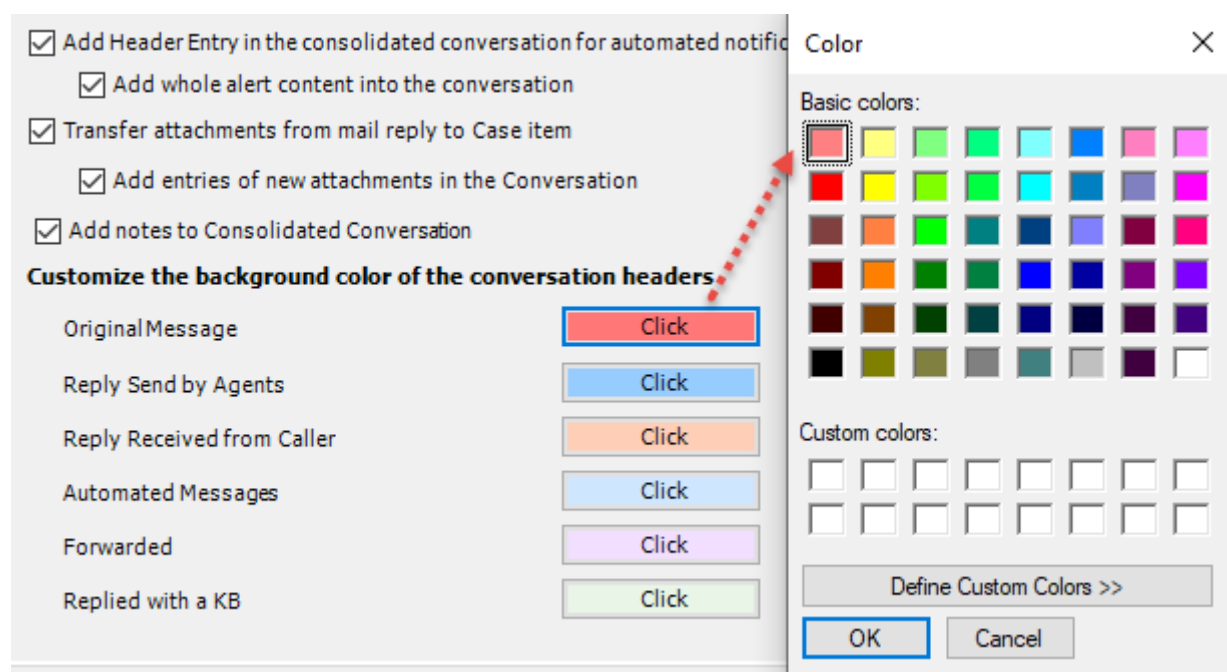 Add Header Entry in the consolidated conversation for automated notific
Add whole alert content into the conversation
Transfer attachments from mail reply to Case item
Add entries of new attachments in the Conversation
Add notes to Consolidated Conversation
Customize the background color of the conversation headers
Original Message Click
Reply Send by Agents Click
Reply Received from Caller Click
Automated Messages Click
Forwarded Click
Replied with a KB Click
Color
Basic colors:
Custom colors:
Define Custom Colors >>
OK Cancel